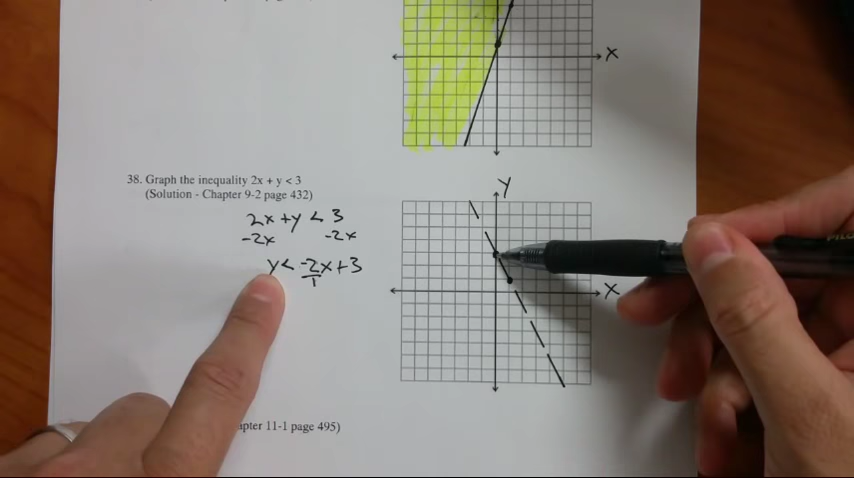 X
38. Graph the inequality 2x + y < 3
(Solution - Chapter 9-2 page 432)
Y
2x + y < 3
-2x -2x
y < -2x + 3
1
X
apter 11-1 page 495)